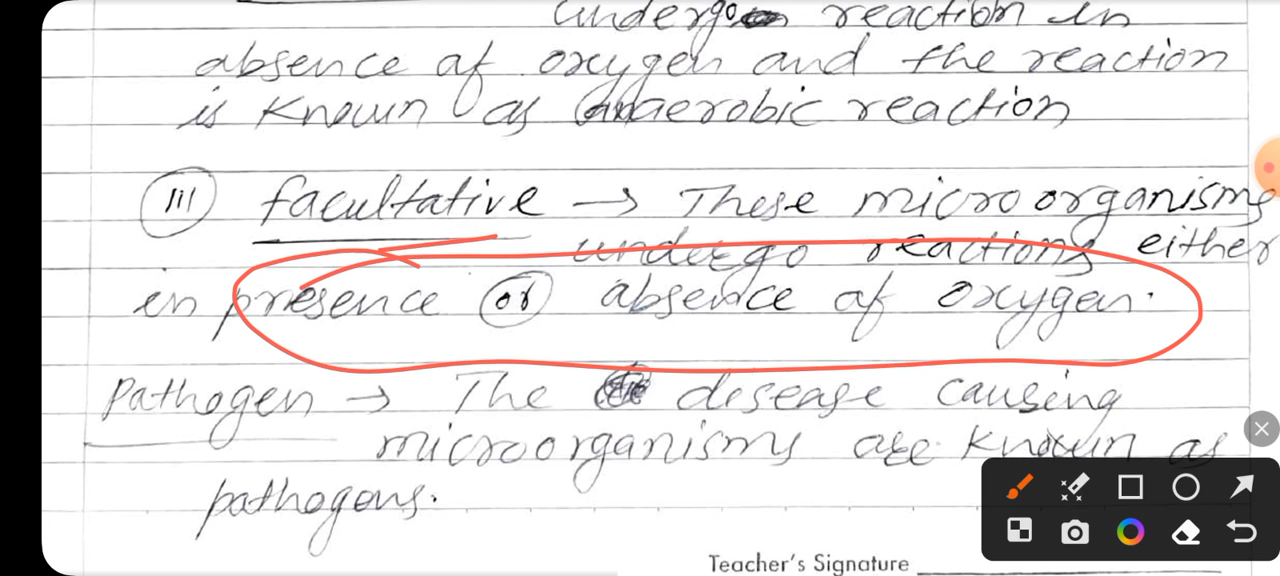 undergo reaction in
absence of oxygen and the reaction
is known as anaerobic reaction
(iii) facultative → These microorganisms
undergo reactions either
in presence or absence of oxygen.
Pathogen → The disease causing
microorganisms are known as
pathogens.
Teacher's Signature